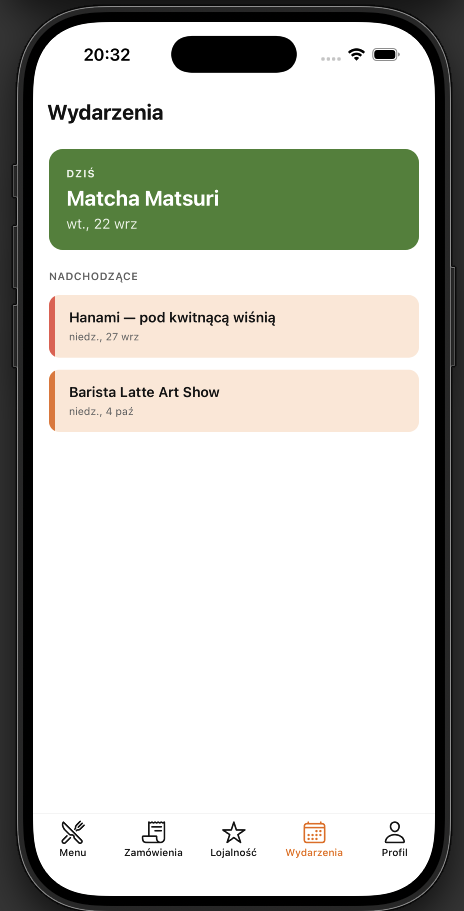 20:32
Wydarzenia
DZIŚ
Matcha Matsuri
wt., 22 wrz
NADCHODZĄCE
Hanami — pod kwitnącą wiśnią
niedz., 27 wrz
Barista Latte Art Show
niedz., 4 paź
Menu
Zamówienia
Lojalność
Wydarzenia
Profil